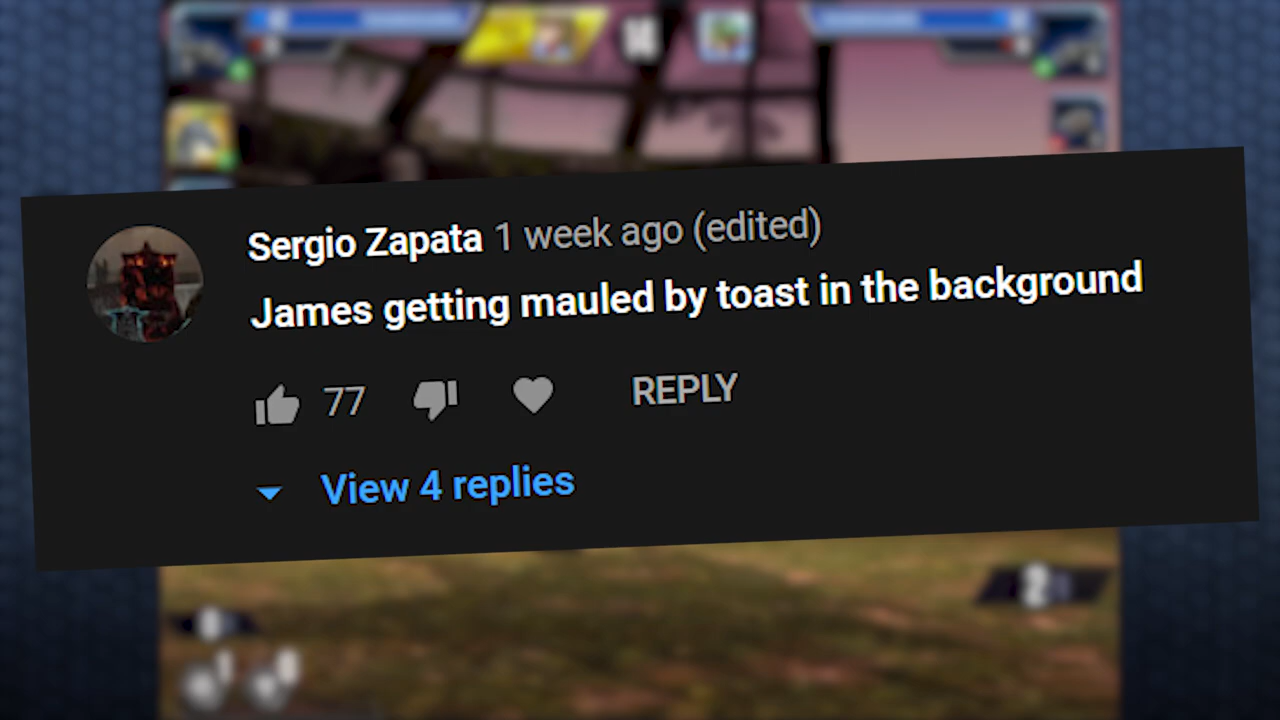 Sergio Zapata 1 week ago (edited)
James getting mauled by toast in the background
77 REPLY
View 4 replies